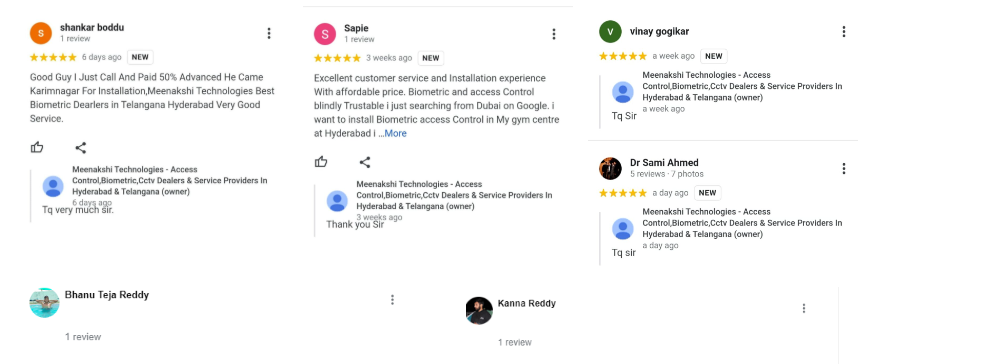 S
shankar boddu
1 review
6 days ago NEW
Good Guy I Just Call And Paid 50% Advanced He Came
Karimnagar For Installation,Meenakshi Technologies Best
Biometric Dearlers in Telangana Hyderabad Very Good
Service.
Meenakshi Technologies - Access
Control,Biometric,Cctv Dealers & Service Providers In
Hyderabad & Telangana (owner)
6 days ago
Tq very much sir.
S
Sapie
1 review
3 weeks ago NEW
Excellent customer service and Installation experience
With affordable price. Biometric and access Control
blindly Trustable i just searching from Dubai on Google. i
want to install Biometric access Control in My gym centre
at Hyderabad i ...More
Meenakshi Technologies - Access
Control,Biometric,Cctv Dealers & Service Providers In
Hyderabad & Telangana (owner)
3 weeks ago
Thank you Sir
V
vinay gogikar
a week ago NEW
Meenakshi Technologies - Access
Control,Biometric,Cctv Dealers & Service Providers In
Hyderabad & Telangana (owner)
a week ago
Tq Sir
Dr Sami Ahmed
5 reviews · 7 photos
a day ago NEW
Meenakshi Technologies - Access
Control,Biometric,Cctv Dealers & Service Providers In
Hyderabad & Telangana (owner)
a day ago
Tq sir
Bhanu Teja Reddy
1 review
Kanna Reddy
1 review